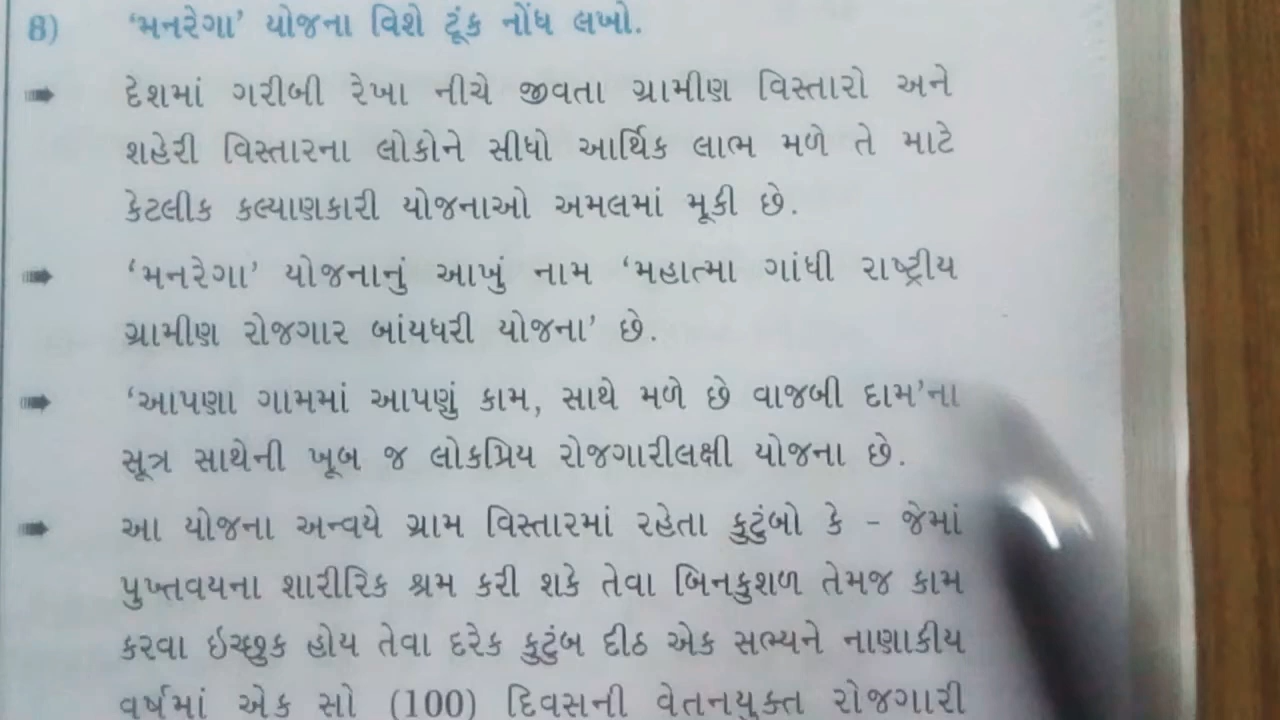 8) 'મનરેગા' યોજના વિશે ટૂંક નોંધ લખો.
દેશમાં ગરીબી રેખા નીચે જીવતા ગ્રામીણ વિસ્તારો અને
શહેરી વિસ્તારના લોકોને સીધો આર્થિક લાભ મળે તે માટે
કેટલીક કલ્યાણકારી યોજનાઓ અમલમાં મૂકી છે.
'મનરેગા' યોજનાનું આખું નામ 'મહાત્મા ગાંધી રાષ્ટ્રીય
ગ્રામીણ રોજગાર બાંયધરી યોજના' છે.
'આપણા ગામમાં આપણું કામ, સાથે મળે છે વાજબી દામ'ના
સૂત્ર સાથેની ખૂબ જ લોકપ્રિય રોજગારીલક્ષી યોજના છે.
આ યોજના અન્વયે ગ્રામ વિસ્તારમાં રહેતા કુટુંબો કે - જેમાં
પુખ્તવયના શારીરિક શ્રમ કરી શકે તેવા બિનકુશળ તેમજ કામ
કરવા ઇચ્છુક હોય તેવા દરેક કુટુંબ દીઠ એક સભ્યને નાણાકીય
વર્ષમાં એક સો (100) દિવસની વેતનયુક્ત રોજગારી